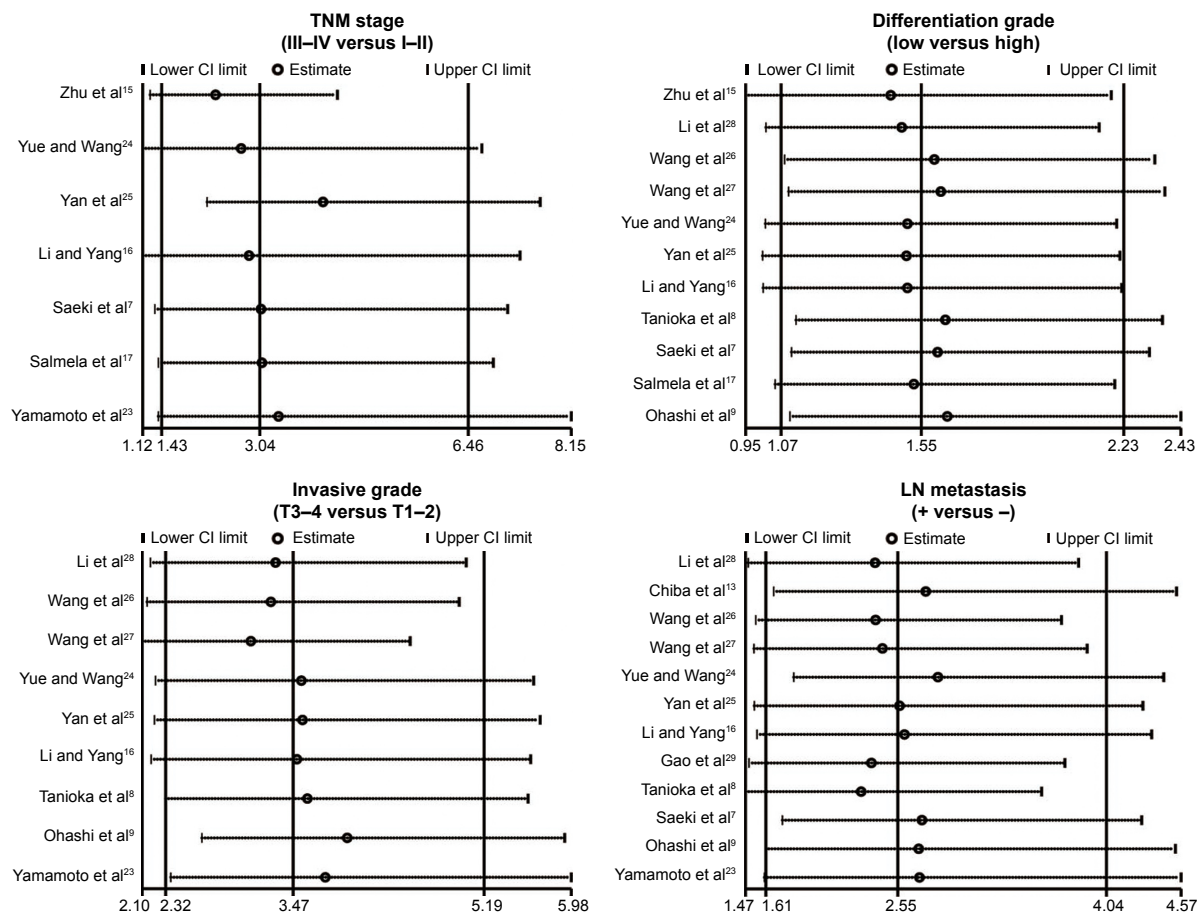 TNM stage
(III–IV versus I–II)
Lower CI limit Estimate Upper CI limit
Zhu et al15
Yue and Wang24
Yan et al25
Li and Yang16
Saeki et al7
Salmela et al17
Yamamoto et al23
1.12 1.43 3.04 6.46 8.15
Differentiation grade
(low versus high)
Lower CI limit Estimate Upper CI limit
Zhu et al15
Li et al28
Wang et al26
Wang et al27
Yue and Wang24
Yan et al25
Li and Yang16
Tanioka et al8
Saeki et al7
Salmela et al17
Ohashi et al9
0.95 1.07 1.55 2.23 2.43
Invasive grade
(T3–4 versus T1–2)
Lower CI limit Estimate Upper CI limit
Li et al28
Wang et al26
Wang et al27
Yue and Wang24
Yan et al25
Li and Yang16
Tanioka et al8
Ohashi et al9
Yamamoto et al23
2.10 2.32 3.47 5.19 5.98
LN metastasis
(+ versus –)
Lower CI limit Estimate Upper CI limit
Li et al28
Chiba et al13
Wang et al26
Wang et al27
Yue and Wang24
Yan et al25
Li and Yang16
Gao et al29
Tanioka et al8
Saeki et al7
Ohashi et al9
Yamamoto et al23
1.47 1.61 2.55 4.04 4.57